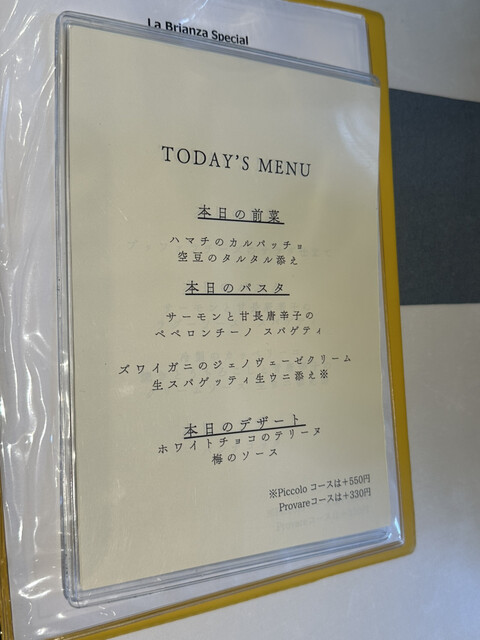 La Brianza Special
TODAY'S MENU
本日の前菜
ハマチのカルパッチョ
空豆のタルタル添え
本日のパスタ
サーモンと甘長唐辛子の
ペペロンチーノ スパゲティ
ズワイガニのジェノヴェーゼクリーム
生スパゲッティ生ウニ添え※
本日のデザート
ホワイトチョコのテリーヌ
梅のソース
※Piccolo コースは＋550円
Provareコースは＋330円